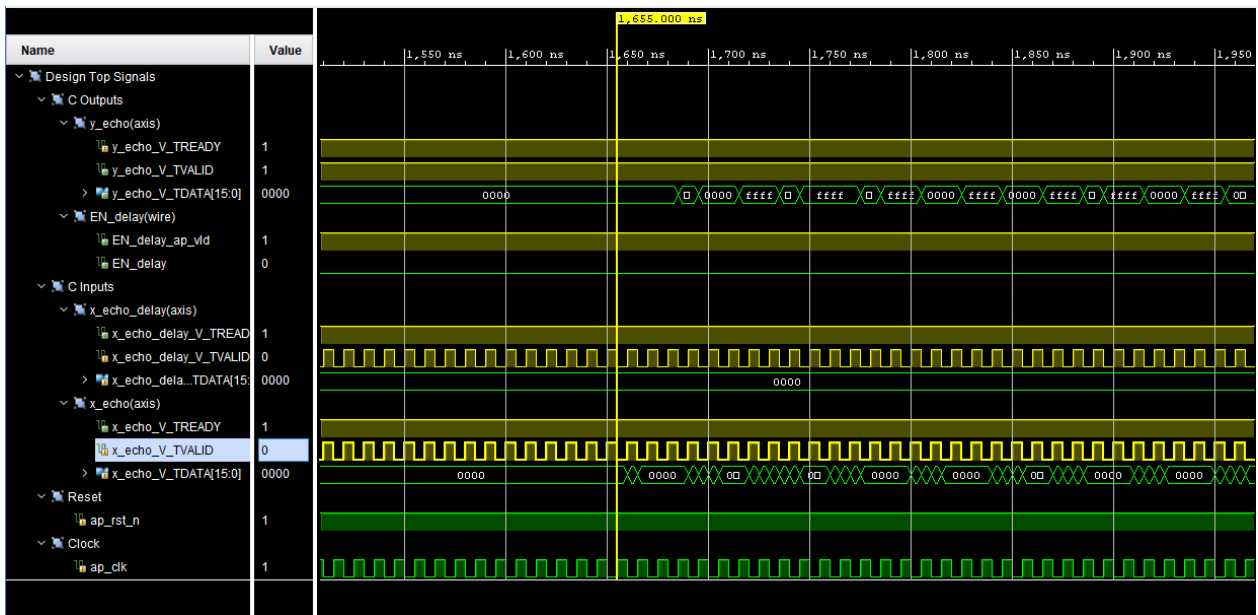 1,655.000 ns
Name Value 1,550 ns 1,600 ns 1,650 ns 1,700 ns 1,750 ns 1,800 ns 1,850 ns 1,900 ns 1,950
Design Top Signals
C Outputs
y_echo(axis)
y_echo_V_TREADY 1
y_echo_V_TVALID 1
y_echo_V_TDATA[15:0] 0000 0000 0000 ffff ffff ffff 0000 ffff 0000 ffff ffff 0000 ffff 0
EN_delay(wire)
EN_delay_ap_vld 1
EN_delay 0
C Inputs
x_echo_delay(axis)
x_echo_delay_V_TREAD 1
x_echo_delay_V_TVALID 0
x_echo_dela...TDATA[15: 0000 0000
x_echo(axis)
x_echo_V_TREADY 1
x_echo_V_TVALID 0
x_echo_V_TDATA[15:0] 0000 0000 0000 0 0 0000 0000 0 0000 0000
Reset
ap_rst_n 1
Clock
ap_clk 1